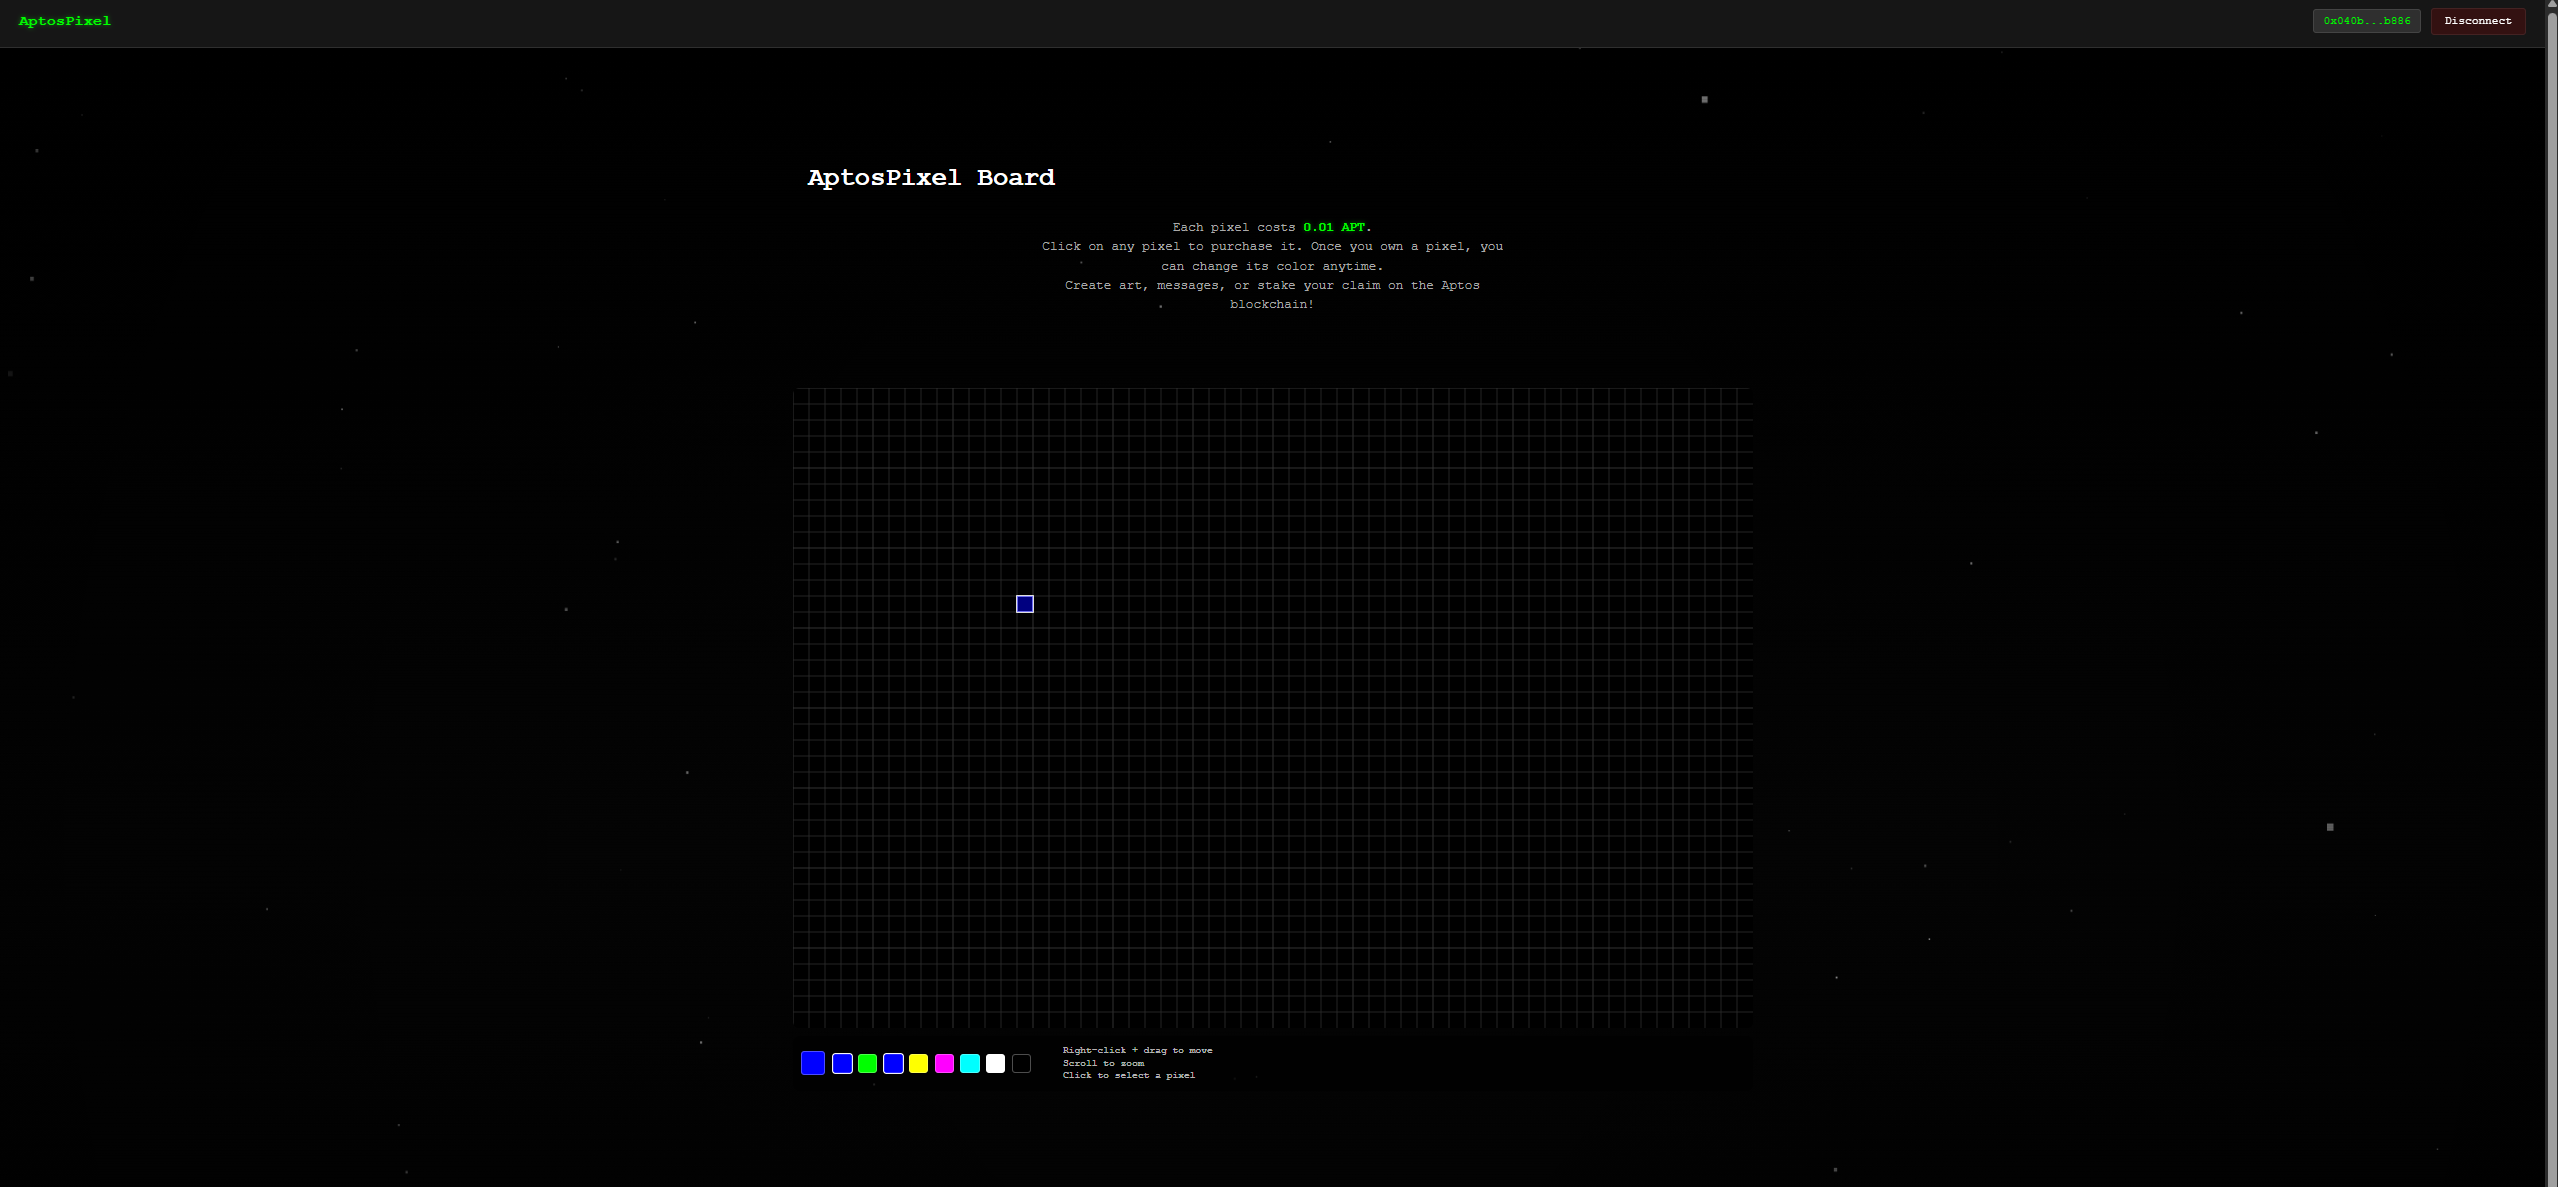 AptosPixel
0x040b...b886
Disconnect
AptosPixel Board
Each pixel costs 0.01 APT.
Click on any pixel to purchase it. Once you own a pixel, you
can change its color anytime.
Create art, messages, or stake your claim on the Aptos
blockchain!
Right-click + drag to move
Scroll to zoom
Click to select a pixel